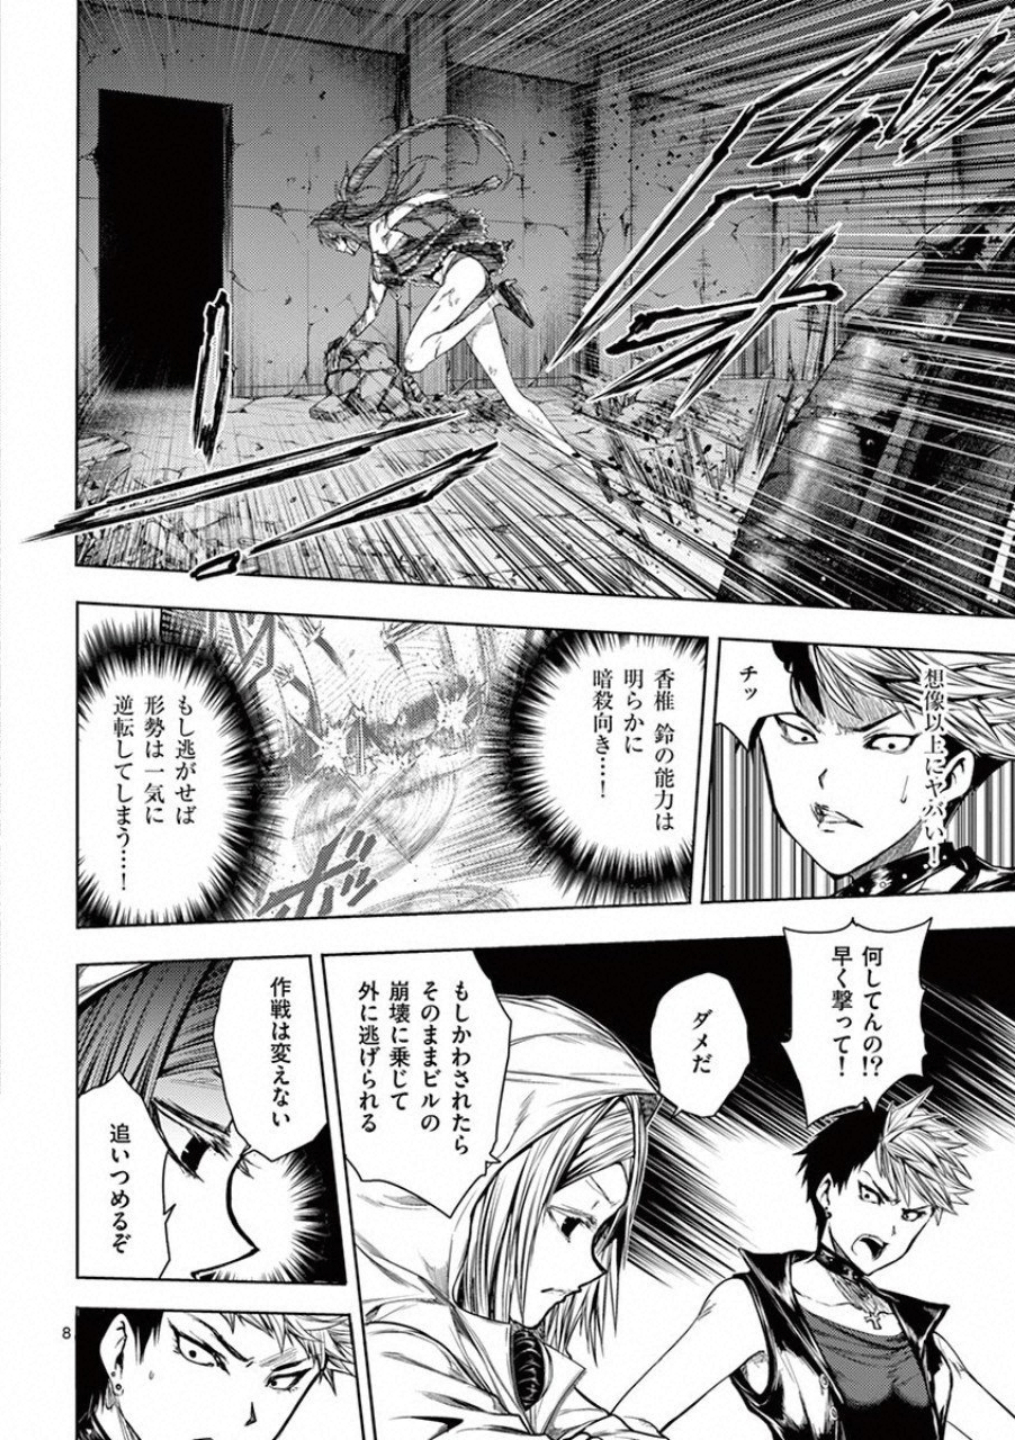 想像以上にヤバい！
チッ
香椎 鈴の能力は
明らかに
暗殺向き……！
もし逃がせば
形勢は一気に
逆転してしまう……！
何してんの！？
早く撃って！
ダメだ
もしかわされたら
そのままビルの
崩壊に乗じて
外に逃げられる
作戦は変えない
追いつめるぞ
8